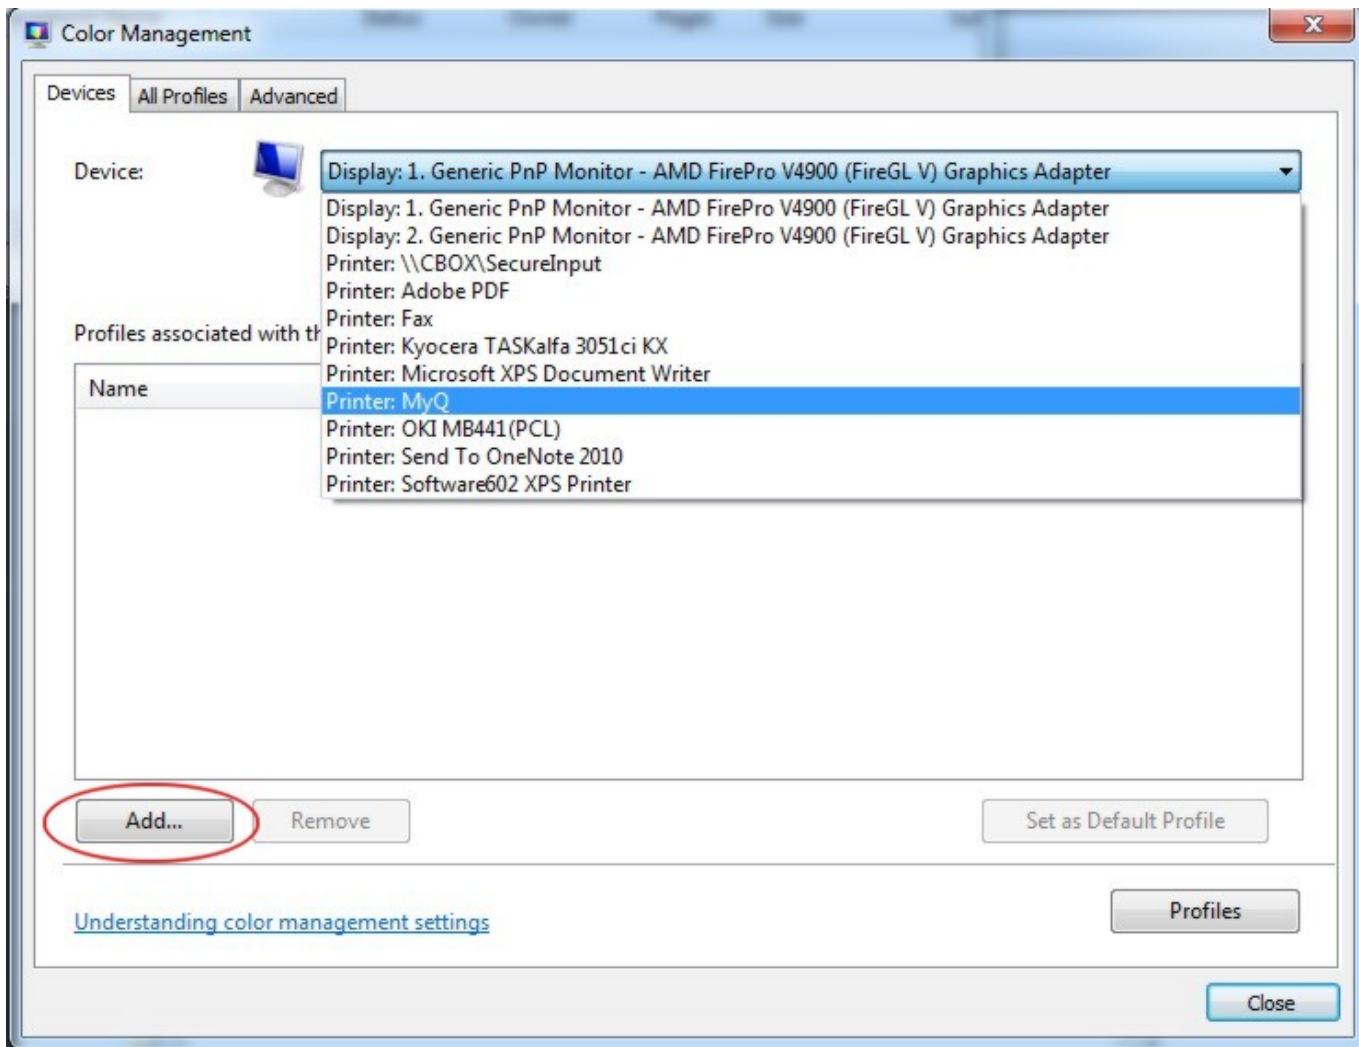 Status Owner Pages Size
Color Management
Devices All Profiles Advanced
Device: Display: 1. Generic PnP Monitor - AMD FirePro V4900 (FireGL V) Graphics Adapter
Display: 1. Generic PnP Monitor - AMD FirePro V4900 (FireGL V) Graphics Adapter
Display: 2. Generic PnP Monitor - AMD FirePro V4900 (FireGL V) Graphics Adapter
Printer: \\CBOX\SecureInput
Printer: Adobe PDF
Printer: Fax
Profiles associated with th
Printer: Kyocera TASKalfa 3051ci KX
Printer: Microsoft XPS Document Writer
Name
Printer: MyQ
Printer: OKI MB441(PCL)
Printer: Send To OneNote 2010
Printer: Software602 XPS Printer
Add... Remove Set as Default Profile
Understanding color management settings
Profiles
Close